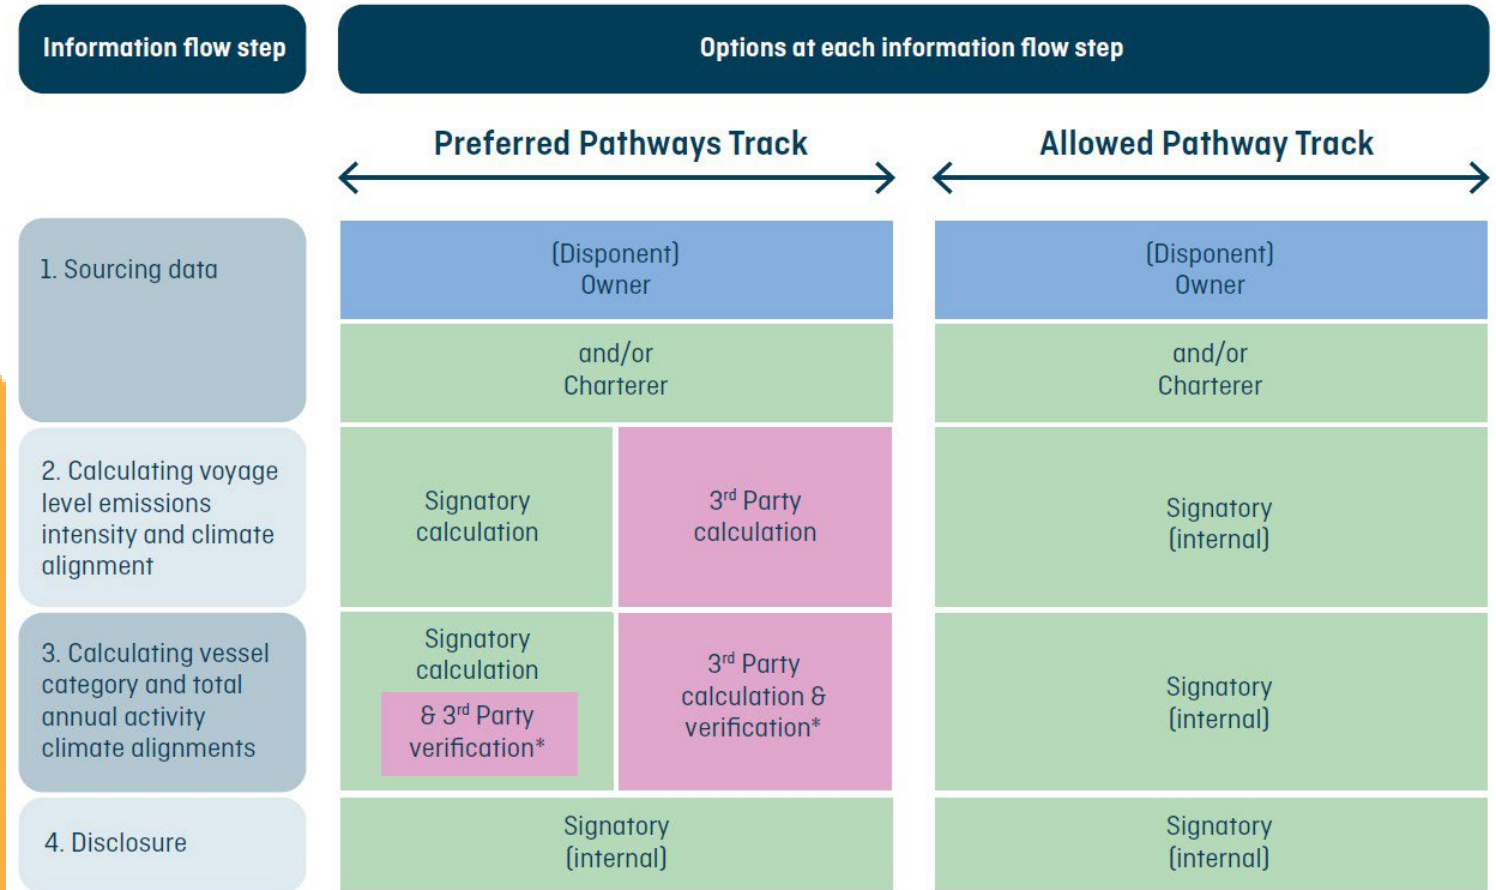 Information flow step
Options at each information flow step
Preferred Pathways Track
Allowed Pathway Track
1. Sourcing data
(Disponent)
Owner
(Disponent)
Owner
and/or
Charterer
and/or
Charterer
2. Calculating voyage
level emissions
intensity and climate
alignment
Signatory
calculation
3rd Party
calculation
Signatory
(internal)
3. Calculating vessel
category and total
annual activity
climate alignments
Signatory
calculation
& 3rd Party
verification*
3rd Party
calculation &
verification*
Signatory
(internal)
4. Disclosure
Signatory
(internal)
Signatory
(internal)